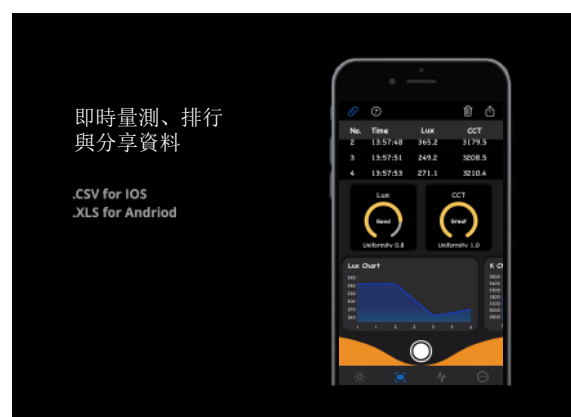 即時量測、排行
與分享資料
.CSV for IOS
.XLS for Andriod
No. Time Lux CCT
2 13:57:48 365.2 3179.5
3 13:57:51 249.2 3208.5
4 13:57:53 271.1 3210.4
Lux
Good
Uniformity 0.8
CCT
Great
Uniformity 1.0
Lux Chart
K C